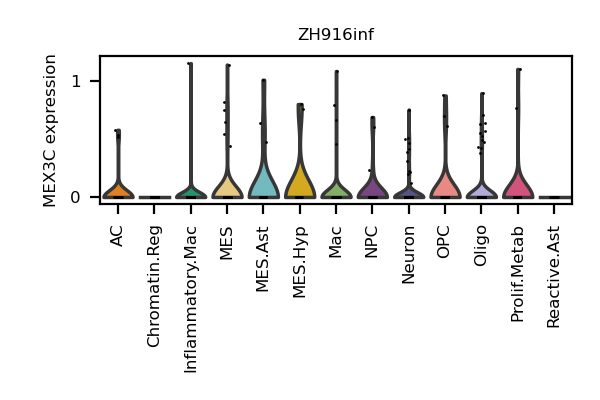 ZH916inf
MEX3C expression
1
0
AC
Chromatin.Reg
Inflammatory.Mac
MES
MES.Ast
MES.Hyp
Mac
NPC
Neuron
OPC
Oligo
Prolif.Metab
Reactive.Ast